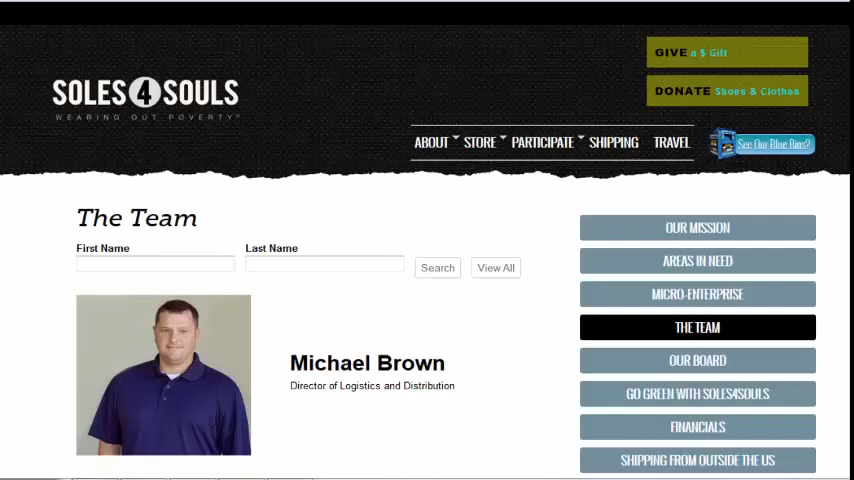 GIVE a $ Gift
DONATE Shoes & Clothes
SOLES4SOULS
WEARING OUT POVERTY™
ABOUT STORE PARTICIPATE SHIPPING TRAVEL
See Our Blue Bins?
The Team
First Name Last Name
Search View All
Michael Brown
Director of Logistics and Distribution
OUR MISSION
AREAS IN NEED
MICRO-ENTERPRISE
THE TEAM
OUR BOARD
GO GREEN WITH SOLES4SOULS
FINANCIALS
SHIPPING FROM OUTSIDE THE US